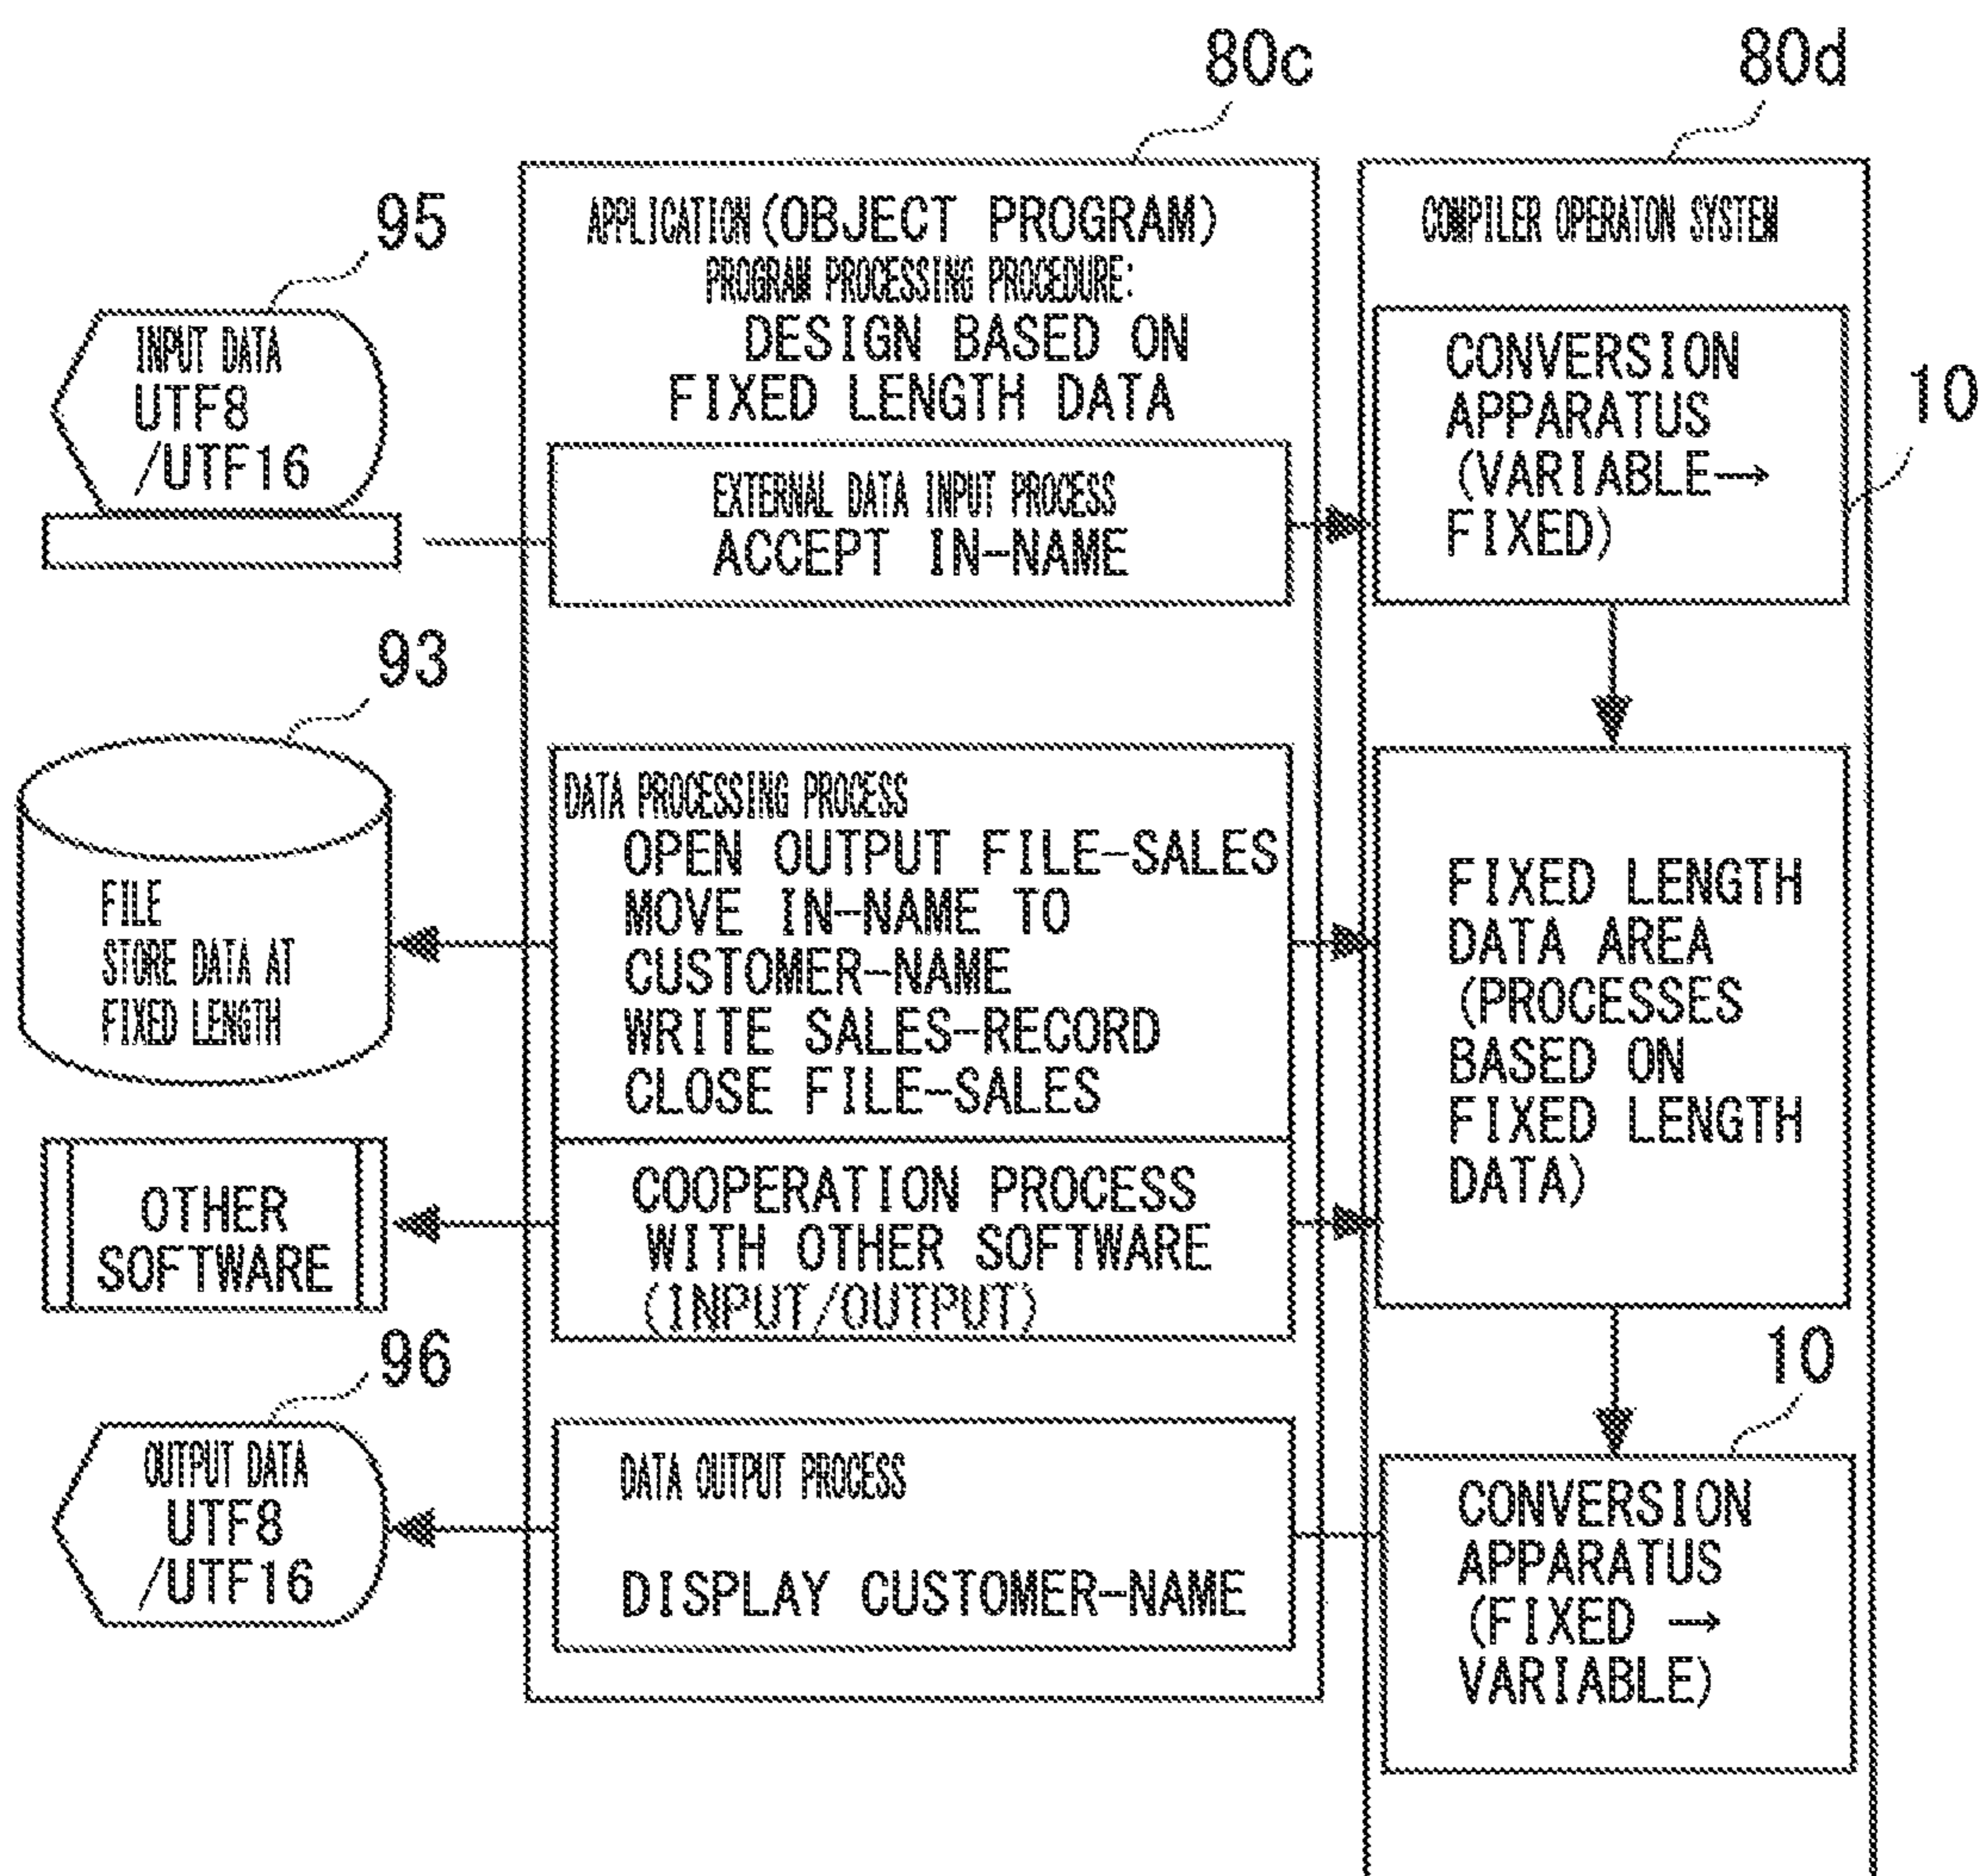 80c
80d
95
APPLICATION (OBJECT PROGRAM)
PROGRAM PROCESSING PROCEDURE:
DESIGN BASED ON
FIXED LENGTH DATA
COMPILER OPERATON SYSTEM
INPUT DATA
UTF8
/UTF16
EXTERNAL DATA INPUT PROCESS
ACCEPT IN-NAME
CONVERSION
APPARATUS
(VARIABLE→
FIXED)
10
93
FILE
STORE DATA AT
FIXED LENGTH
DATA PROCESSING PROCESS
OPEN OUTPUT FILE-SALES
MOVE IN-NAME TO
CUSTOMER-NAME
WRITE SALES-RECORD
CLOSE FILE-SALES
FIXED LENGTH
DATA AREA
(PROCESSES
BASED ON
FIXED LENGTH
DATA)
OTHER
SOFTWARE
COOPERATION PROCESS
WITH OTHER SOFTWARE
(INPUT/OUTPUT)
96
10
OUTPUT DATA
UTF8
/UTF16
DATA OUTPUT PROCESS
DISPLAY CUSTOMER-NAME
CONVERSION
APPARATUS
(FIXED →
VARIABLE)